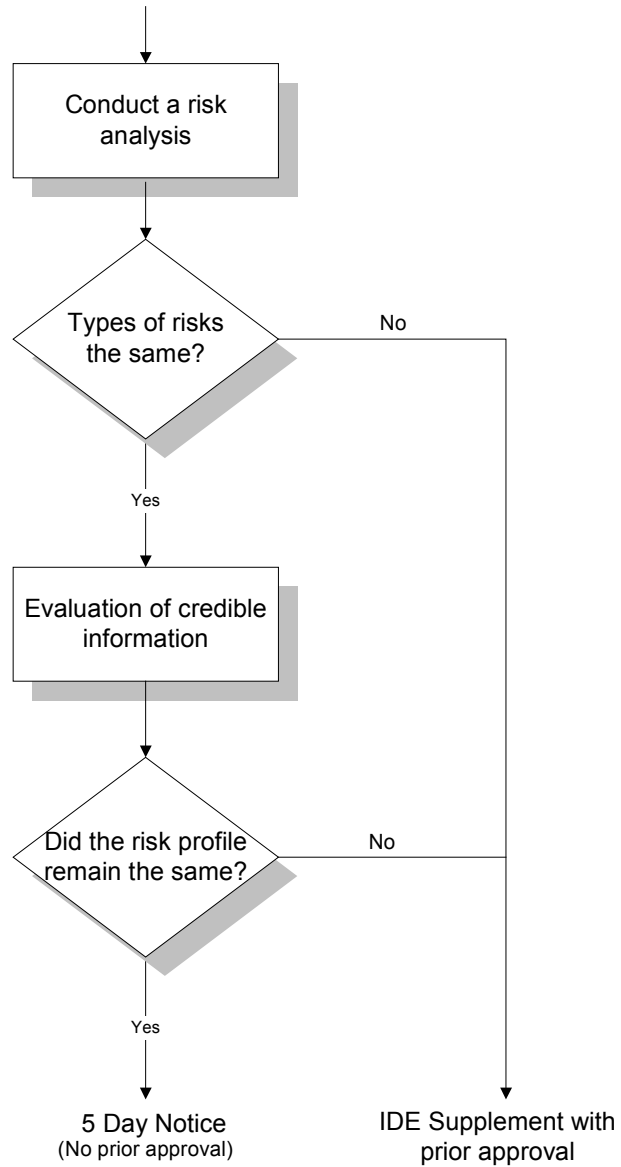 Conduct a risk
analysis
Types of risks
the same?
No
Yes
Evaluation of credible
information
Did the risk profile
remain the same?
No
Yes
5 Day Notice
(No prior approval)
IDE Supplement with
prior approval